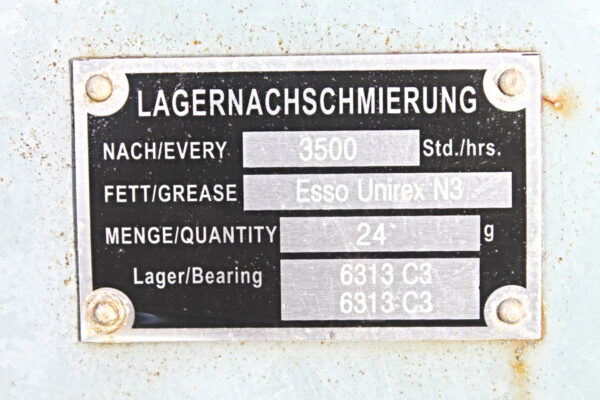 LAGERNACHSCHMIERUNG
NACH/EVERY 3500 Std./hrs.
FETT/GREASE Esso Unirex N3
MENGE/QUANTITY 24 g
Lager/Bearing 6313 C3
6313-C3